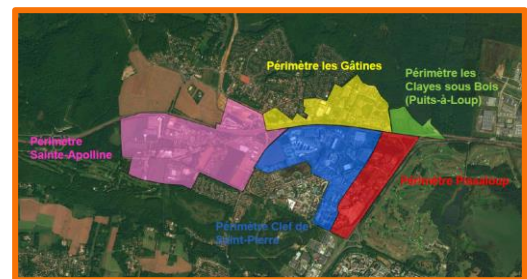 Périmètre les Gâtines
Périmètre les
Clayes sous Bois
(Puits-à-Loup)
Périmètre
Sainte-Apolline
Périmètre Pissaloup
Périmètre Clef de
Saint-Pierre